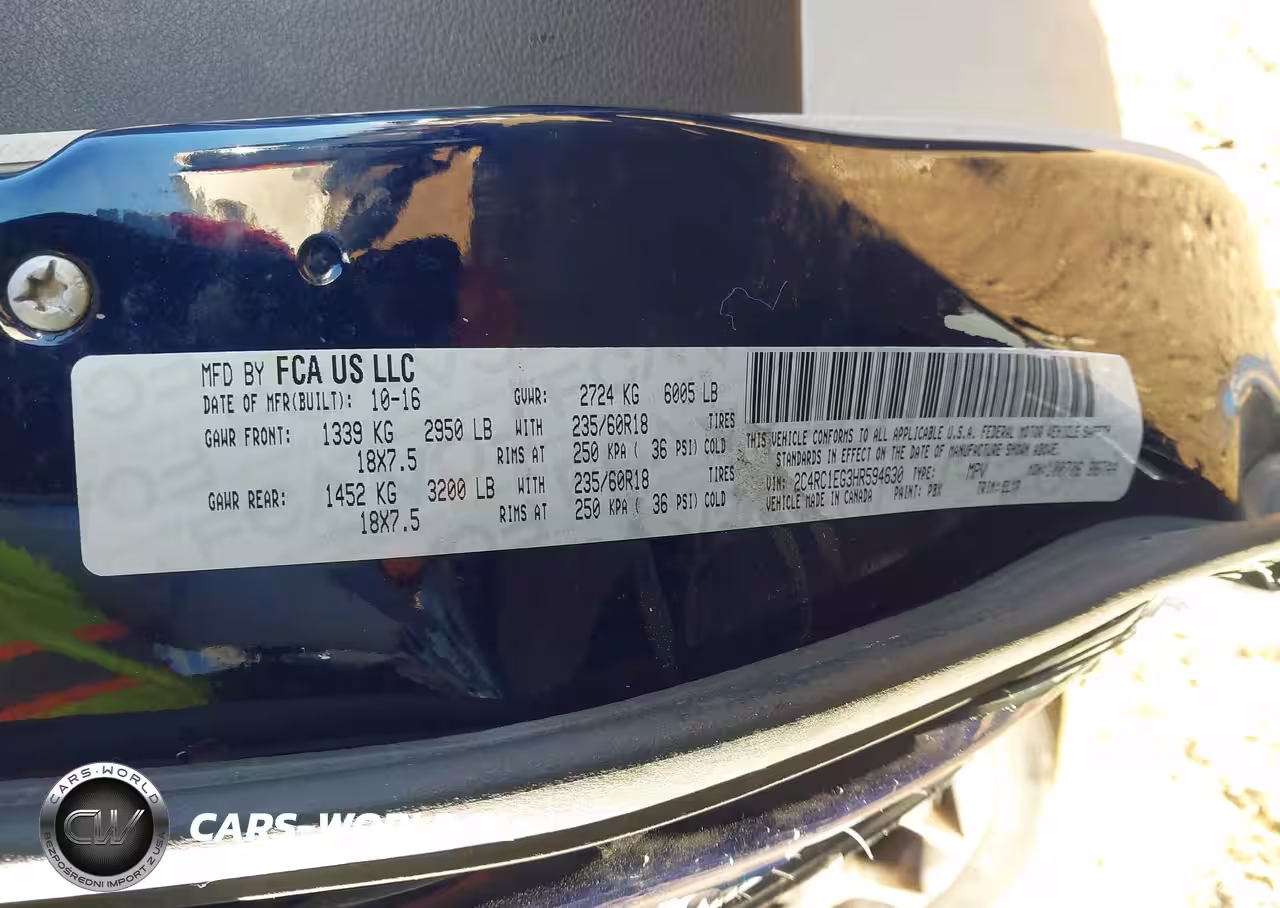 MFD BY FCA US LLC
DATE OF MFR(BUILT): 10-16 GVWR: 2724 KG 6005 LB
GAWR FRONT: 1339 KG 2950 LB WITH 235/60R18 TIRES
18X7.5 RIMS AT 250 KPA ( 36 PSI) COLD
GAWR REAR: 1452 KG 3200 LB WITH 235/60R18 TIRES
18X7.5 RIMS AT 250 KPA ( 36 PSI) COLD
THIS VEHICLE CONFORMS TO ALL APPLICABLE U.S.A. FEDERAL MOTOR VEHICLE SAFETY
STANDARDS IN EFFECT ON THE DATE OF MANUFACTURE SHOWN ABOVE.
VIN: 2C4RC1EG3HR594630 TYPE: MPV
VEHICLE MADE IN CANADA PAINT: PBX TRIM:
CARS-WORLD
CW
BEZPOŚREDNI IMPORT Z USA